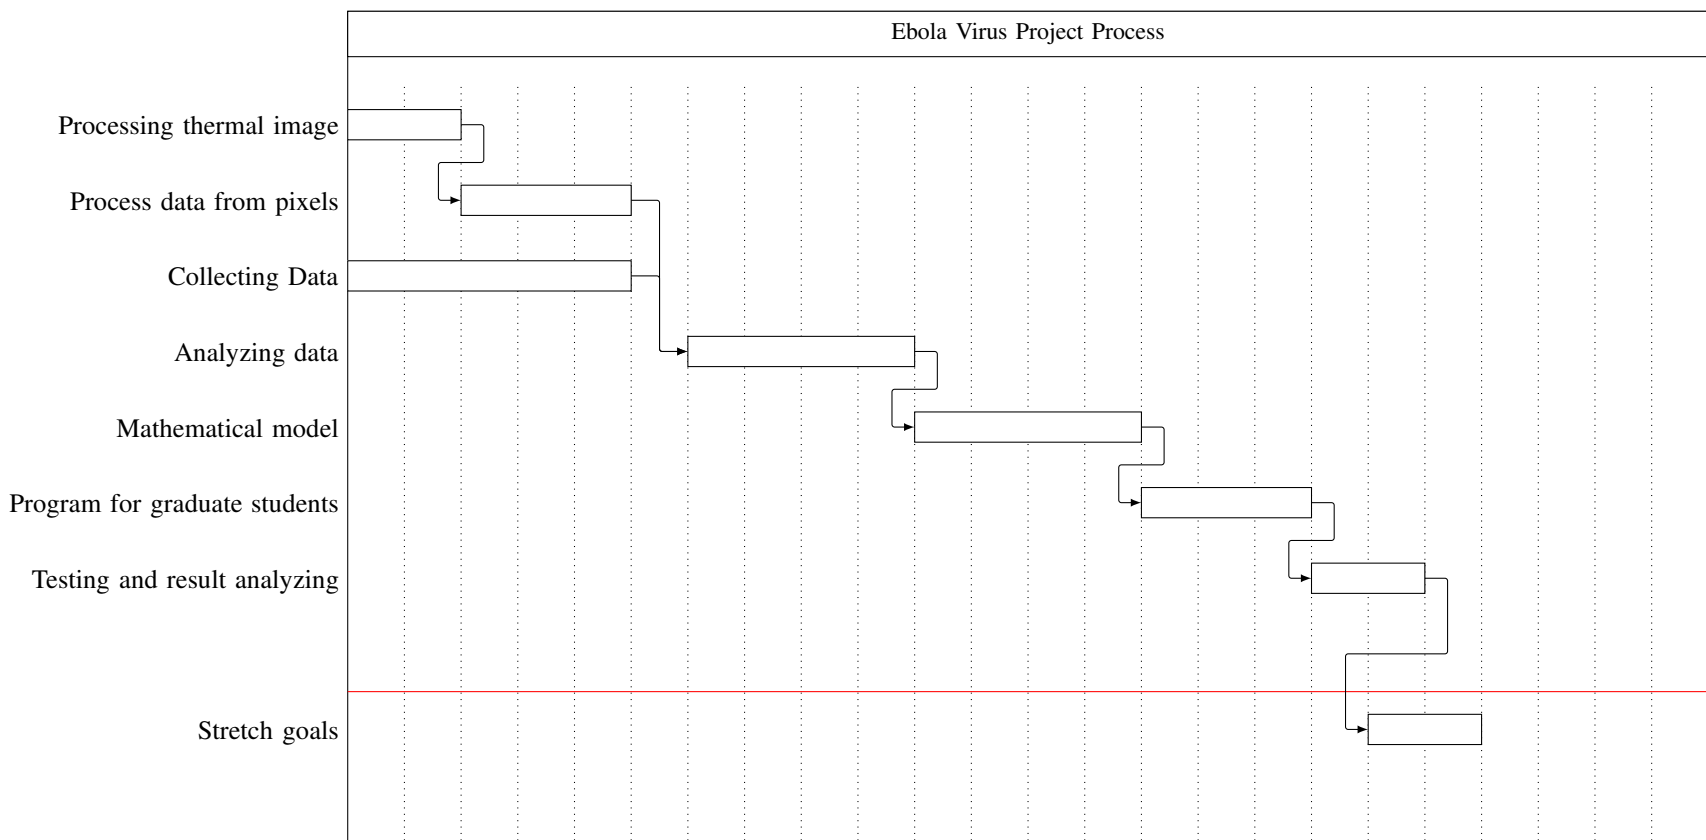 Ebola Virus Project Process
Processing thermal image
Process data from pixels
Collecting Data
Analyzing data
Mathematical model
Program for graduate students
Testing and result analyzing
Stretch goals